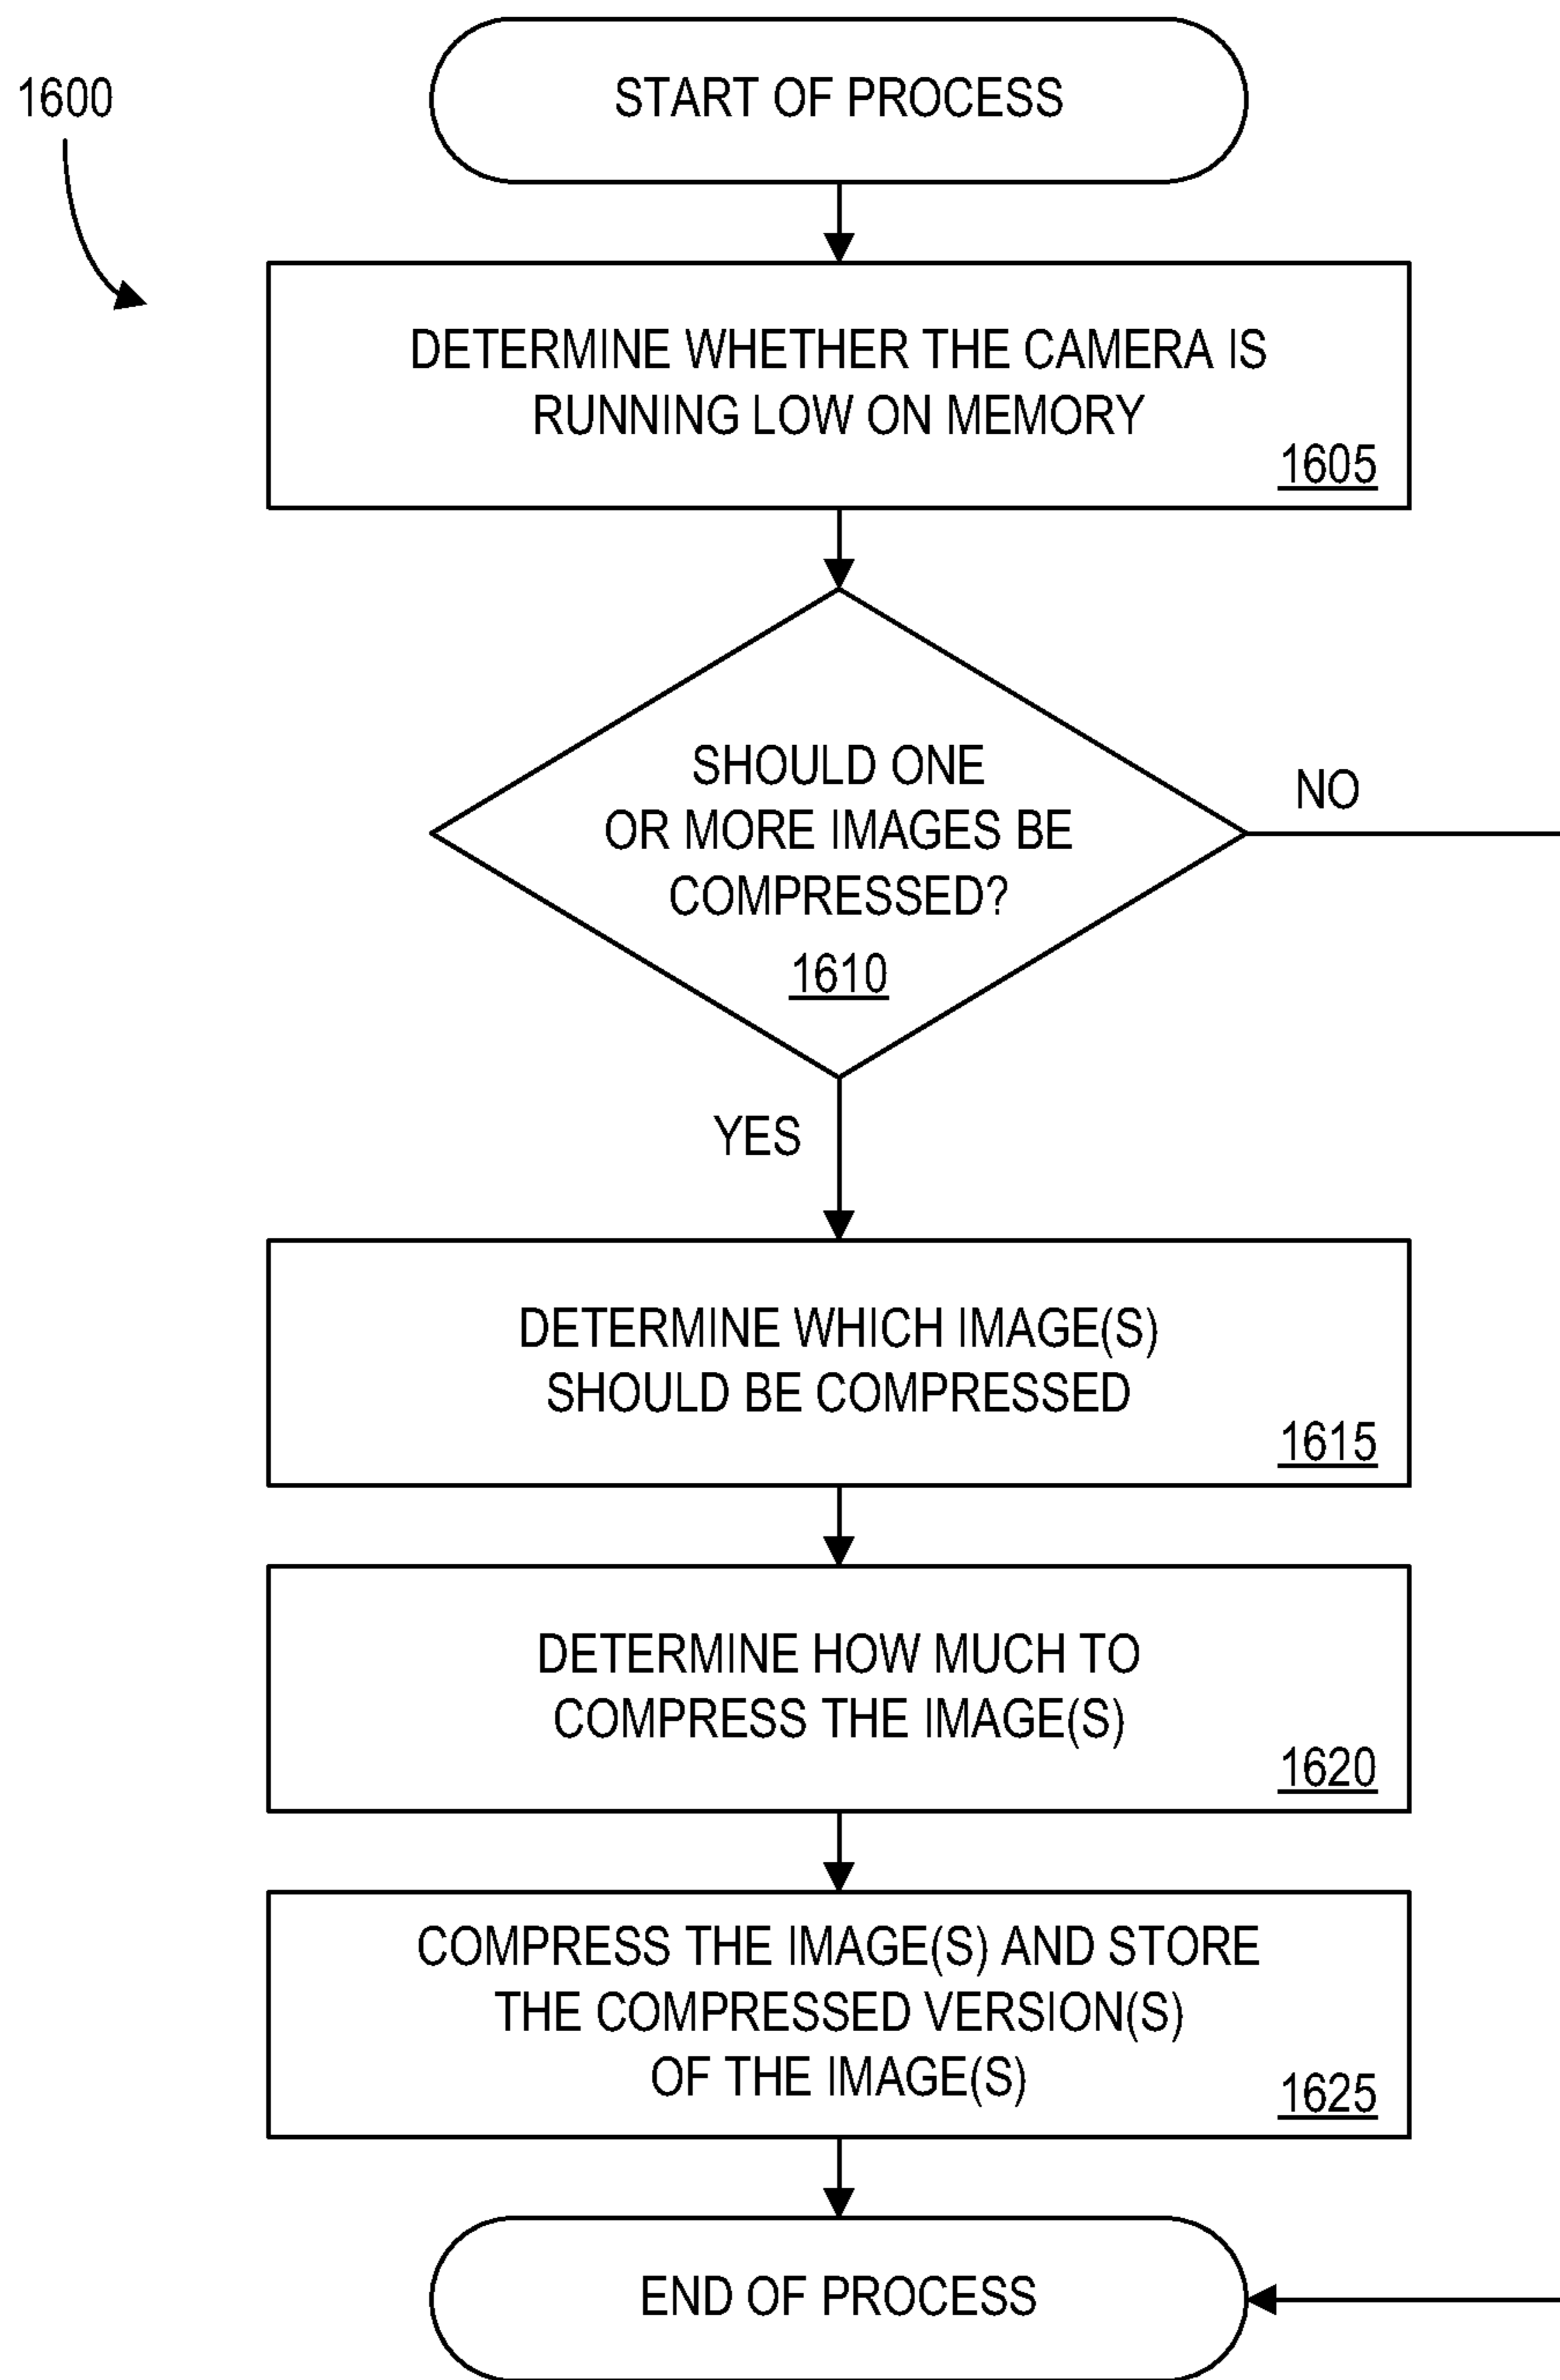 1600
START OF PROCESS
DETERMINE WHETHER THE CAMERA IS
RUNNING LOW ON MEMORY
1605
SHOULD ONE
OR MORE IMAGES BE
COMPRESSED?
1610
NO
YES
DETERMINE WHICH IMAGE(S)
SHOULD BE COMPRESSED
1615
DETERMINE HOW MUCH TO
COMPRESS THE IMAGE(S)
1620
COMPRESS THE IMAGE(S) AND STORE
THE COMPRESSED VERSION(S)
OF THE IMAGE(S)
1625
END OF PROCESS